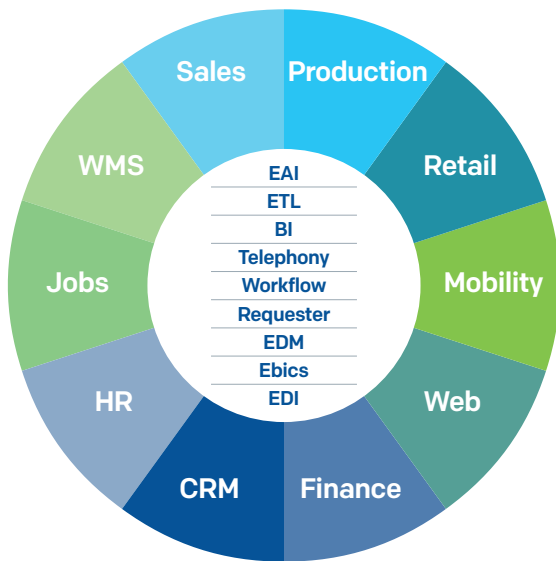 Sales
Production
WMS
Retail
EAI
ETL
BI
Telephony
Workflow
Requester
EDM
Ebics
EDI
Jobs
Mobility
HR
Web
CRM
Finance